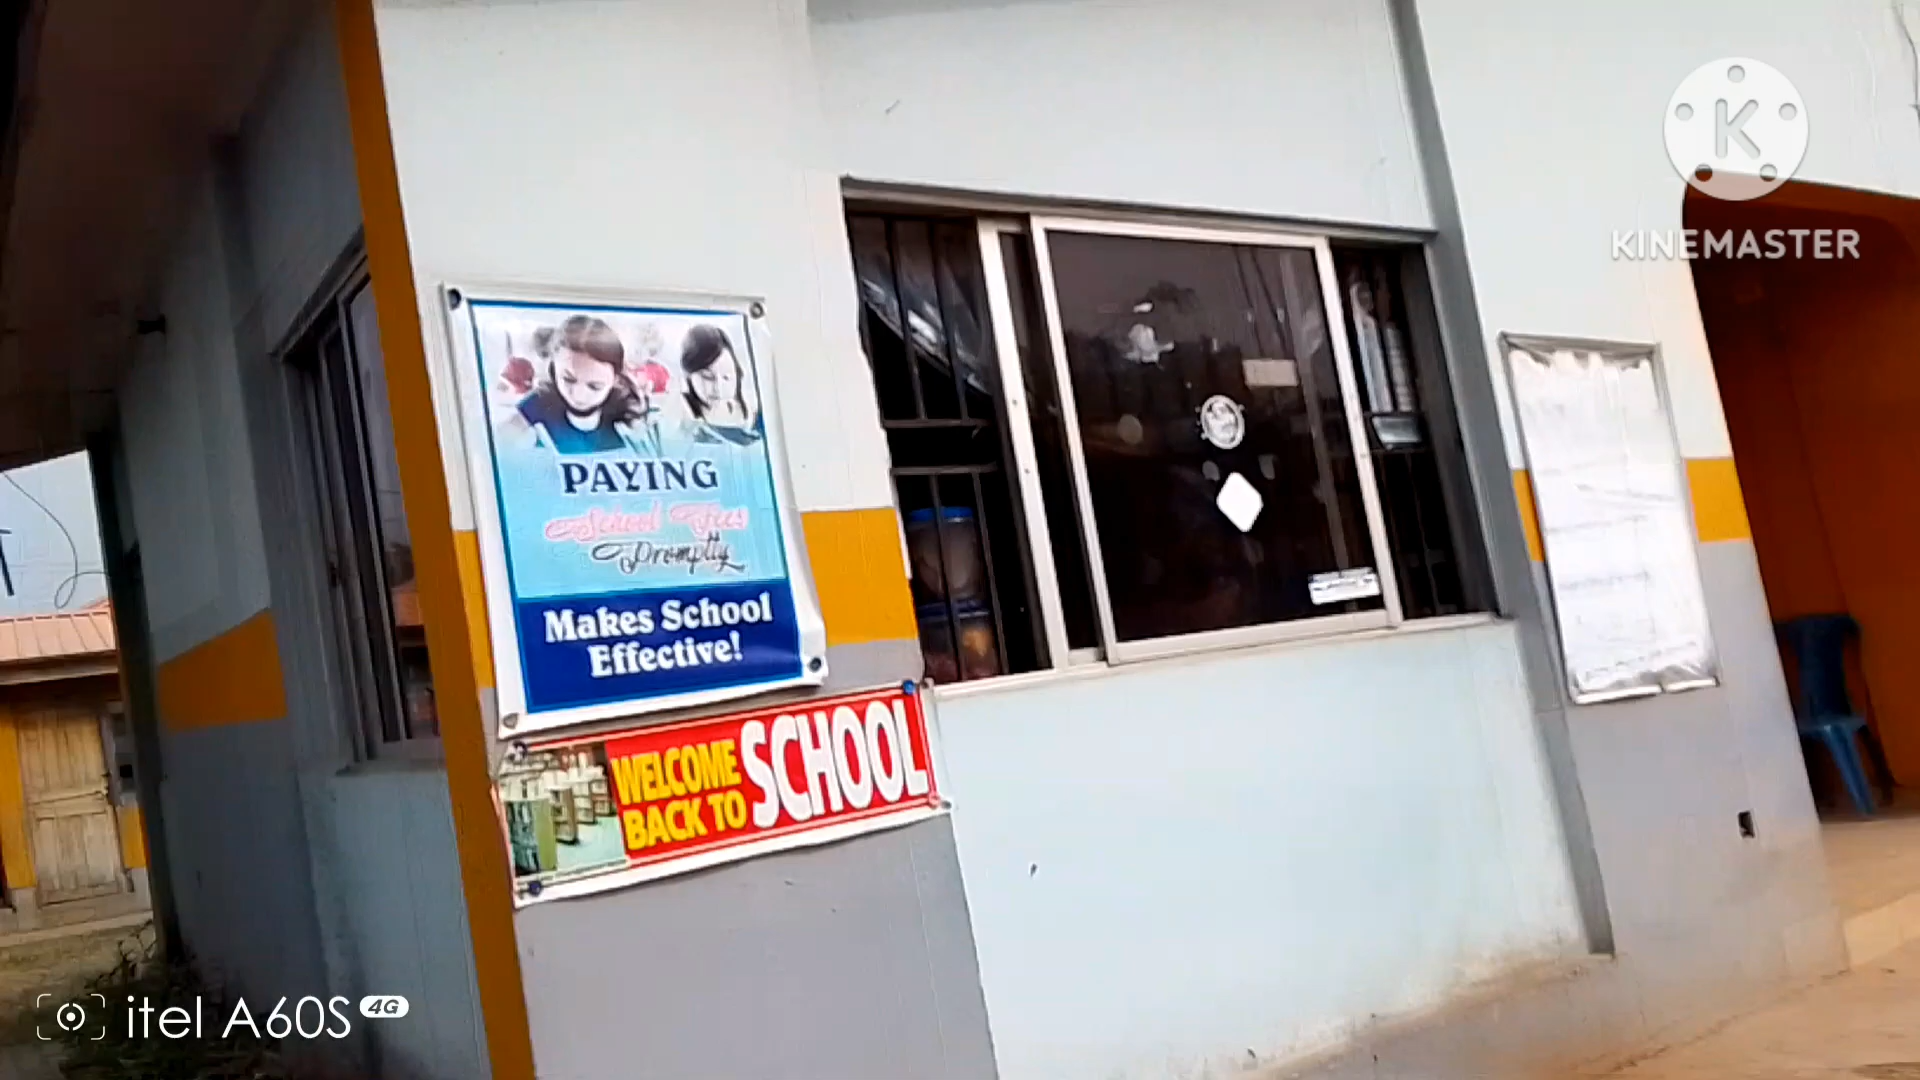 PAYING
School Fees
Promptly
Makes School
Effective!
WELCOME
BACK TO
SCHOOL
K
KINEMASTER
itel A60S 4G